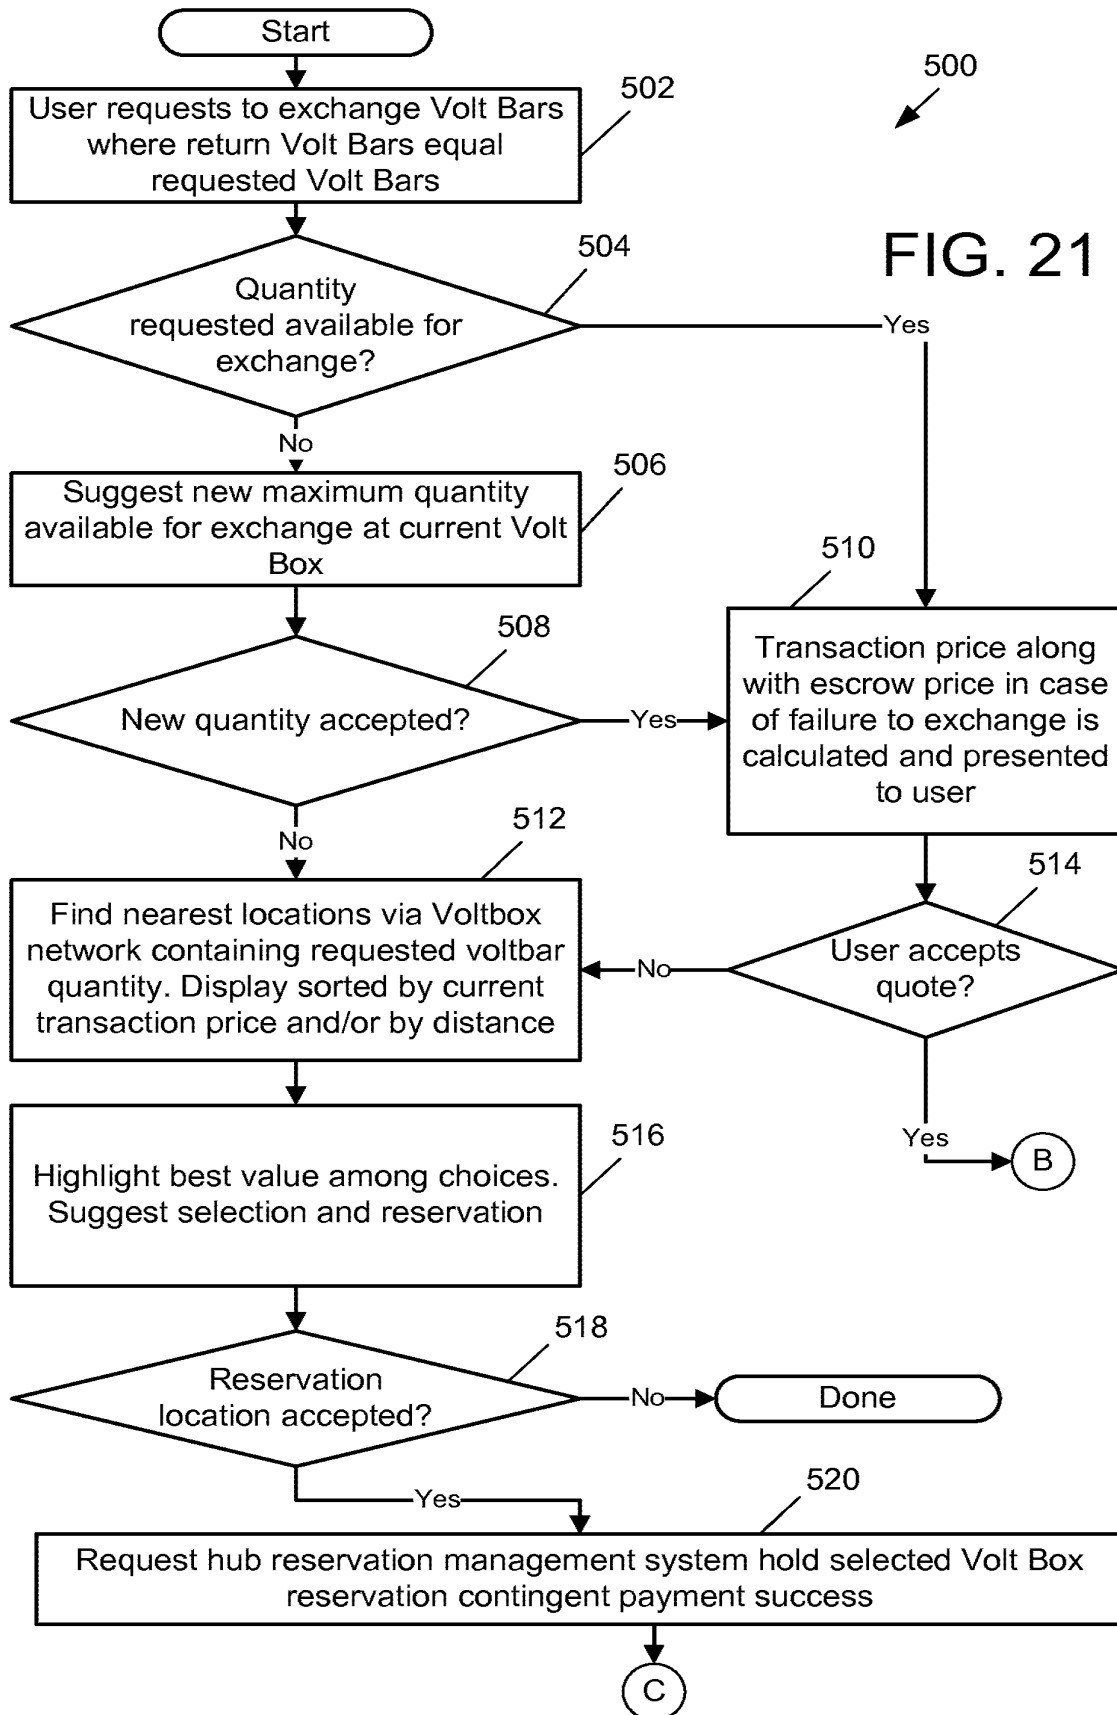 Start
500
502
User requests to exchange Volt Bars
where return Volt Bars equal
requested Volt Bars
FIG. 21
504
Quantity
requested available for
exchange?
Yes
No
506
Suggest new maximum quantity
available for exchange at current Volt
Box
510
Transaction price along
with escrow price in case
of failure to exchange is
calculated and presented
to user
508
New quantity accepted?
Yes
No
512
Find nearest locations via Voltbox
network containing requested voltbar
quantity. Display sorted by current
transaction price and/or by distance
514
User accepts
quote?
No
Yes
B
516
Highlight best value among choices.
Suggest selection and reservation
518
Reservation
location accepted?
No
Done
Yes
520
Request hub reservation management system hold selected Volt Box
reservation contingent payment success
C